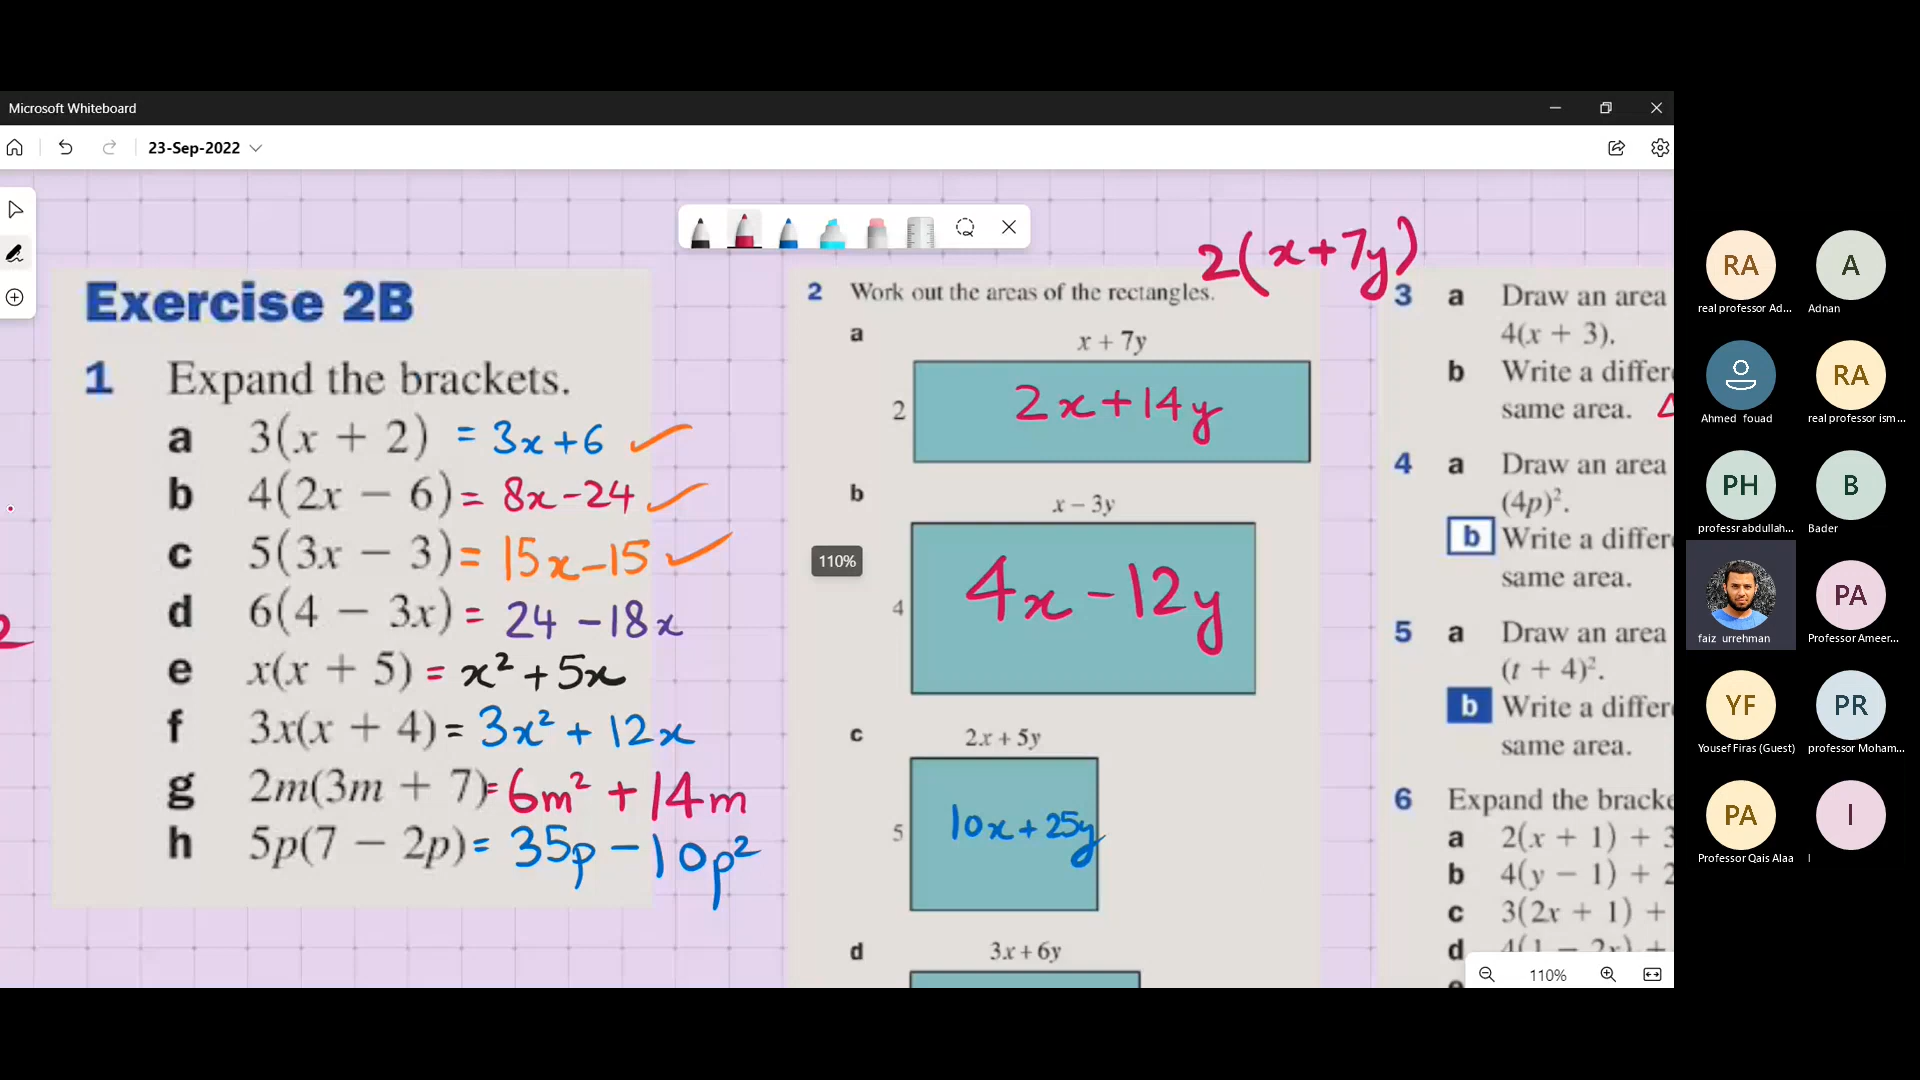 Microsoft Whiteboard
23-Sep-2022
Exercise 2B
1 Expand the brackets.
a 3(x + 2) = 3x+6
b 4(2x − 6) = 8x-24
c 5(3x − 3) = 15x-15
d 6(4 − 3x) = 24 -18x
e x(x + 5) = x² +5x
f 3x(x + 4) = 3x² + 12x
g 2m(3m + 7) = 6m² + 14m
h 5p(7 − 2p) = 35p - 10p²
2
2(x+7y)
2 Work out the areas of the rectangles.
a
x + 7y
2
2x+14y
b
x − 3y
4
4x-12y
110%
c
2x + 5y
5
10x+25y
d
3x + 6y
3 a Draw an area
4(x + 3).
b Write a differ
same area.
4 a Draw an area
(4p)².
b Write a differ
same area.
5 a Draw an area
(t + 4)².
b Write a differ
same area.
6 Expand the bracke
a 2(x + 1) + 3
b 4(y − 1) + 2
c 3(2x + 1) +
d 4(1 − 2x) +
110%
RA
real professor Ad...
A
Adnan
Ahmed fouad
RA
real professor ism...
PH
professr abdullah...
B
Bader
faiz urrehman
PA
Professor Ameer...
YF
Yousef Firas (Guest)
PR
professor Moham...
PA
Professor Qais Alaa
I
I